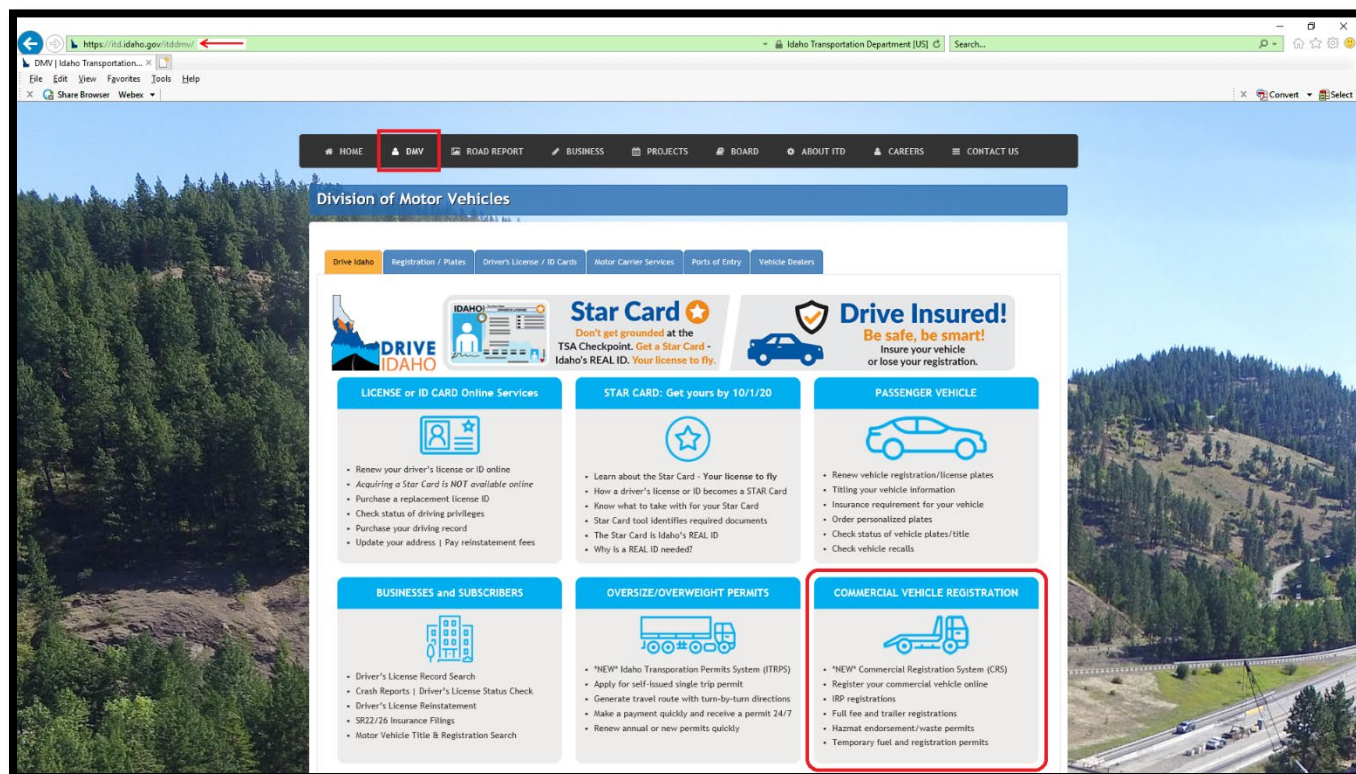 https://itd.idaho.gov/itddmv/
Idaho Transportation Department [US]
Search...
DMV | Idaho Transportation...
File Edit View Favorites Tools Help
Share Browser Webex
Convert Select
HOME DMV ROAD REPORT BUSINESS PROJECTS BOARD ABOUT ITD CAREERS CONTACT US
Division of Motor Vehicles
Drive Idaho Registration / Plates Driver's License / ID Cards Motor Carrier Services Ports of Entry Vehicle Dealers
DRIVE
IDAHO
IDAHO
Star Card
Don't get grounded at the
TSA Checkpoint. Get a Star Card -
Idaho's REAL ID. Your license to fly.
Drive Insured!
Be safe, be smart!
Insure your vehicle
or lose your registration.
LICENSE or ID CARD Online Services
• Renew your driver's license or ID online
• Acquiring a Star Card is NOT available online
• Purchase a replacement license ID
• Check status of driving privileges
• Purchase your driving record
• Update your address | Pay reinstatement fees
STAR CARD: Get yours by 10/1/20
• Learn about the Star Card - Your license to fly
• How a driver's license or ID becomes a STAR Card
• Know what to take with for your Star Card
• Star Card tool identifies required documents
• The Star Card is Idaho's REAL ID
• Why is a REAL ID needed?
PASSENGER VEHICLE
• Renew vehicle registration/license plates
• Titling your vehicle information
• Insurance requirement for your vehicle
• Order personalized plates
• Check status of vehicle plates/title
• Check vehicle recalls
BUSINESSES and SUBSCRIBERS
• Driver's License Record Search
• Crash Reports | Driver's License Status Check
• Driver's License Reinstatement
• SR22/26 Insurance Filings
• Motor Vehicle Title & Registration Search
OVERSIZE/OVERWEIGHT PERMITS
• *NEW* Idaho Transporation Permits System (ITRPS)
• Apply for self-issued single trip permit
• Generate travel route with turn-by-turn directions
• Make a payment quickly and receive a permit 24/7
• Renew annual or new permits quickly
COMMERCIAL VEHICLE REGISTRATION
• *NEW* Commercial Registration System (CRS)
• Register your commercial vehicle online
• IRP registrations
• Full fee and trailer registrations
• Hazmat endorsement/waste permits
• Temporary fuel and registration permits